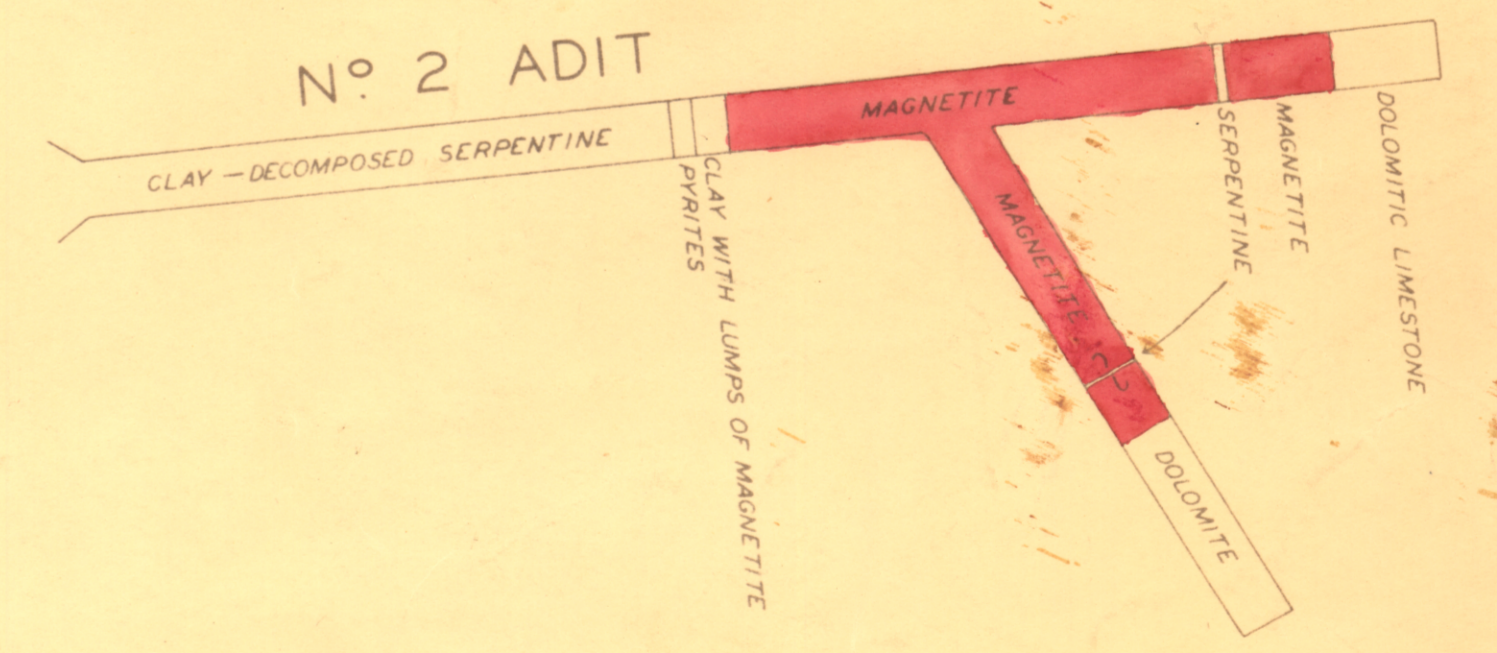 Nº 2 ADIT
CLAY — DECOMPOSED SERPENTINE
PYRITES
CLAY WITH LUMPS OF MAGNETITE
MAGNETITE
MAGNETITE
SERPENTINE
MAGNETITE
DOLOMITIC LIMESTONE
DOLOMITE